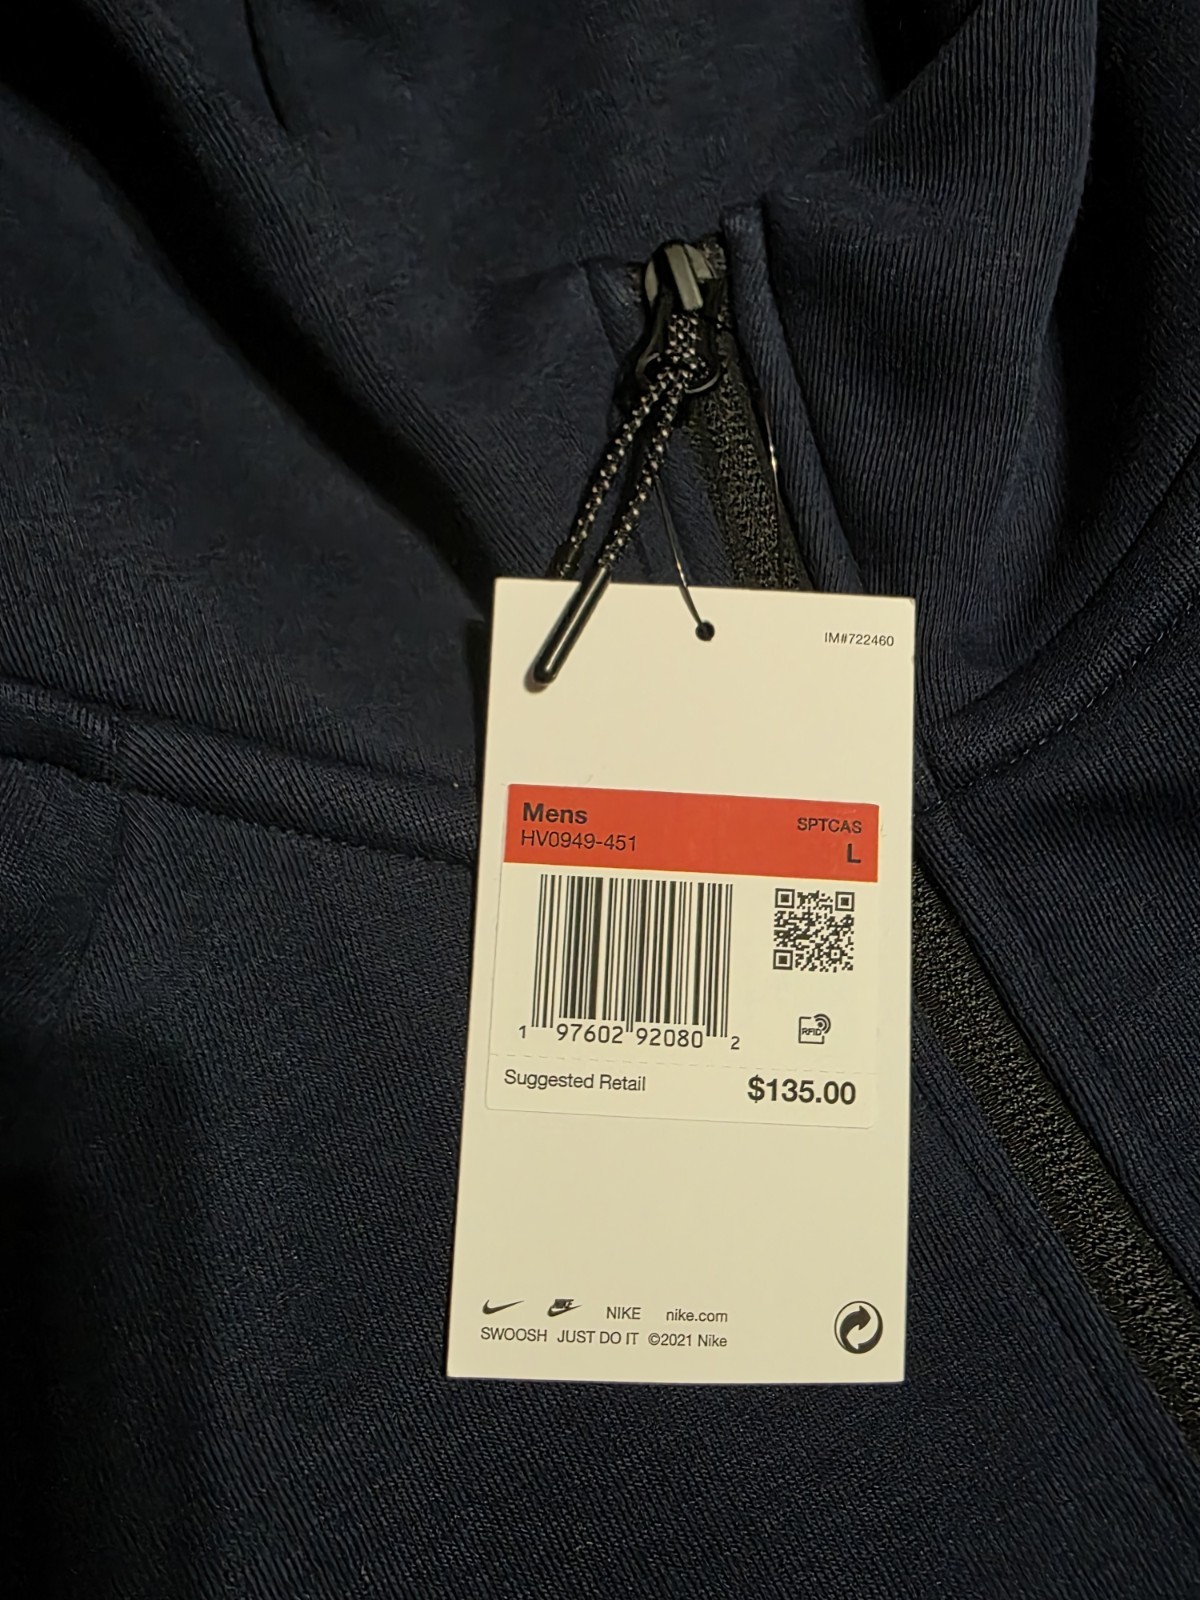 IM#722460
Mens
SPTCAS
HV0949-451
L
1 97602 92080 2
RFID
Suggested Retail $135.00
NIKE NIKE nike.com
SWOOSH JUST DO IT ©2021 Nike